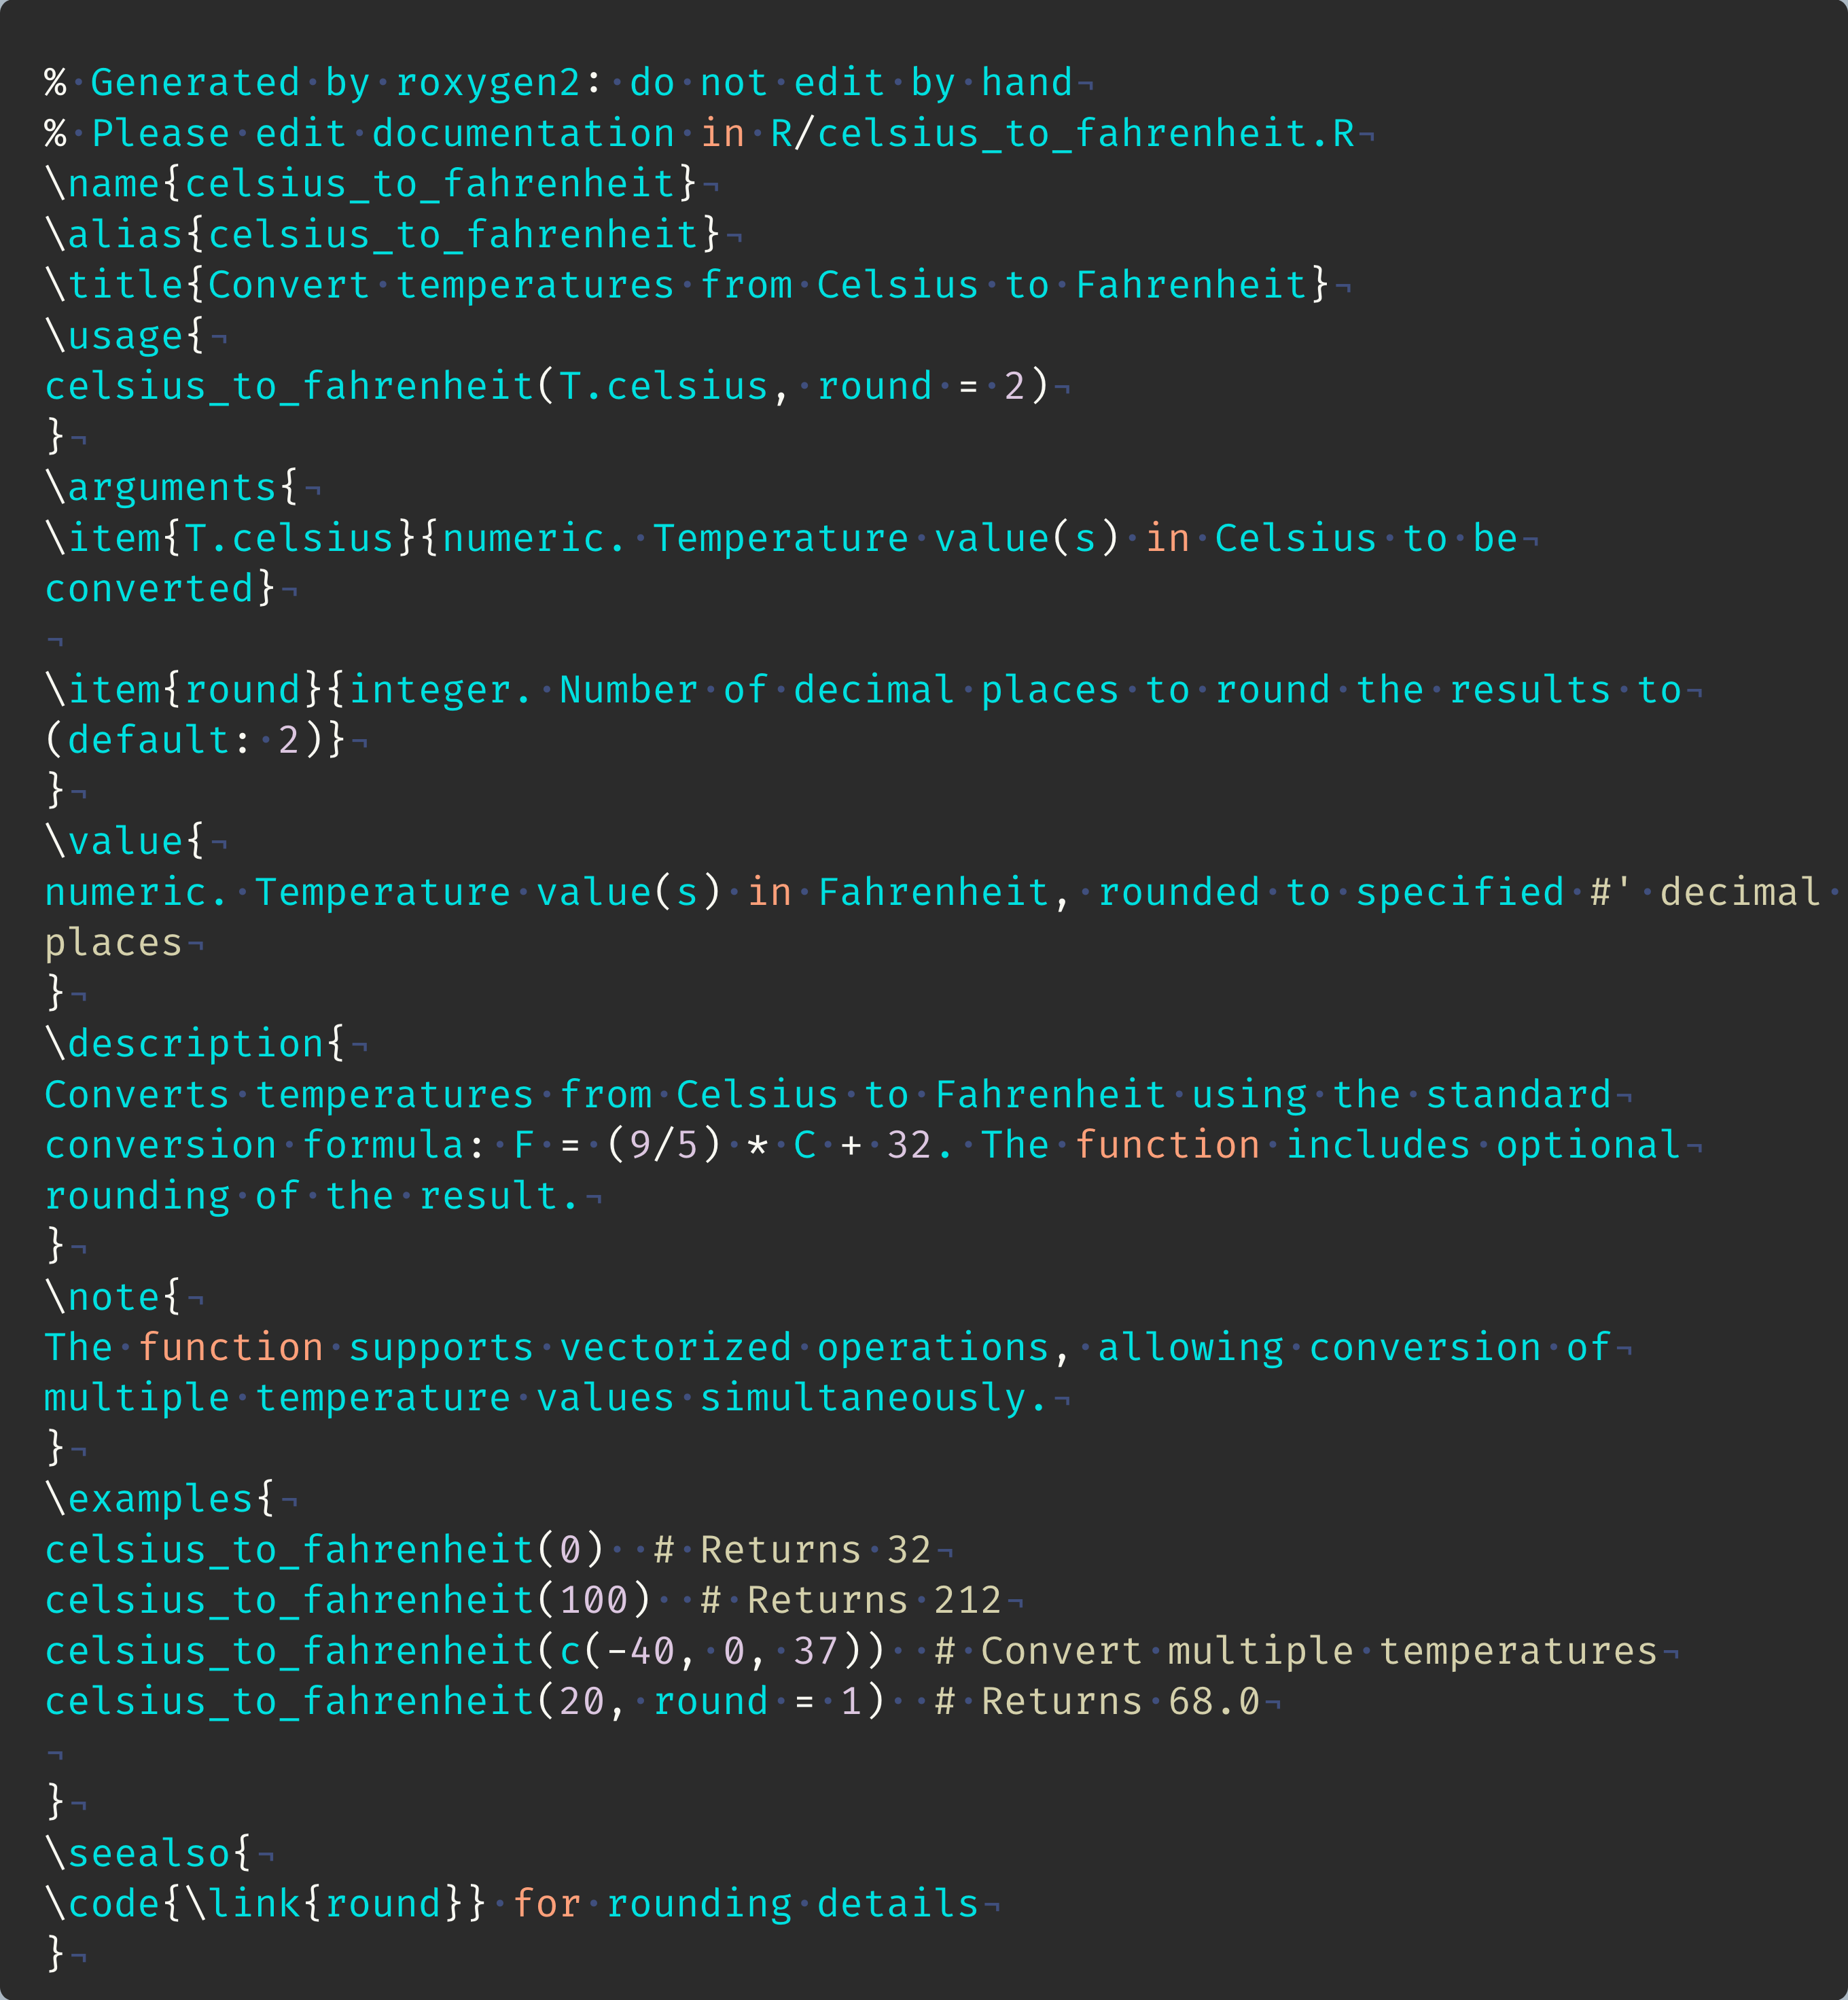 % Generated by roxygen2: do not edit by hand
% Please edit documentation in R/celsius_to_fahrenheit.R
\name{celsius_to_fahrenheit}
\alias{celsius_to_fahrenheit}
\title{Convert temperatures from Celsius to Fahrenheit}
\usage{
celsius_to_fahrenheit(T.celsius, round = 2)
}
\arguments{
\item{T.celsius}{numeric. Temperature value(s) in Celsius to be
converted}

\item{round}{integer. Number of decimal places to round the results to
(default: 2)}
}
\value{
numeric. Temperature value(s) in Fahrenheit, rounded to specified #' decimal
places
}
\description{
Converts temperatures from Celsius to Fahrenheit using the standard
conversion formula: F = (9/5) * C + 32. The function includes optional
rounding of the result.
}
\note{
The function supports vectorized operations, allowing conversion of
multiple temperature values simultaneously.
}
\examples{
celsius_to_fahrenheit(0)  # Returns 32
celsius_to_fahrenheit(100)  # Returns 212
celsius_to_fahrenheit(c(-40, 0, 37))  # Convert multiple temperatures
celsius_to_fahrenheit(20, round = 1)  # Returns 68.0

}
\seealso{
\code{\link{round}} for rounding details
}